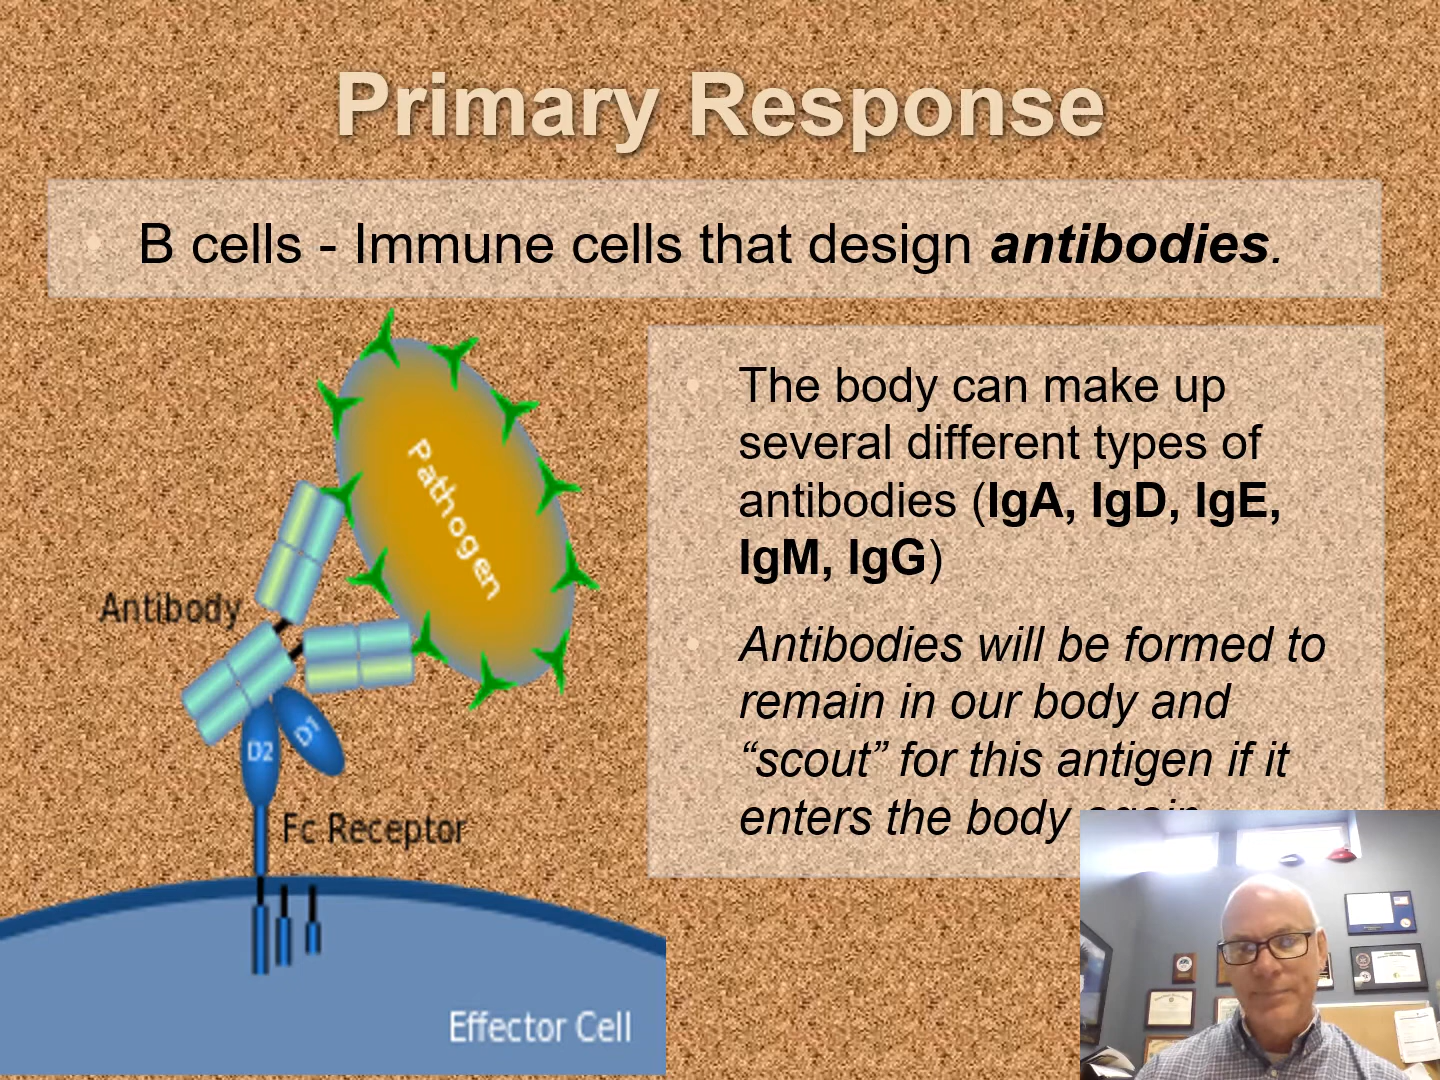 Primary Response
B cells - Immune cells that design antibodies.
The body can make up
several different types of
antibodies (IgA, IgD, IgE,
IgM, IgG)
Antibodies will be formed to
remain in our body and
“scout” for this antigen if it
enters the body again
Pathogen
Antibody
D1
D2
Fc Receptor
Effector Cell